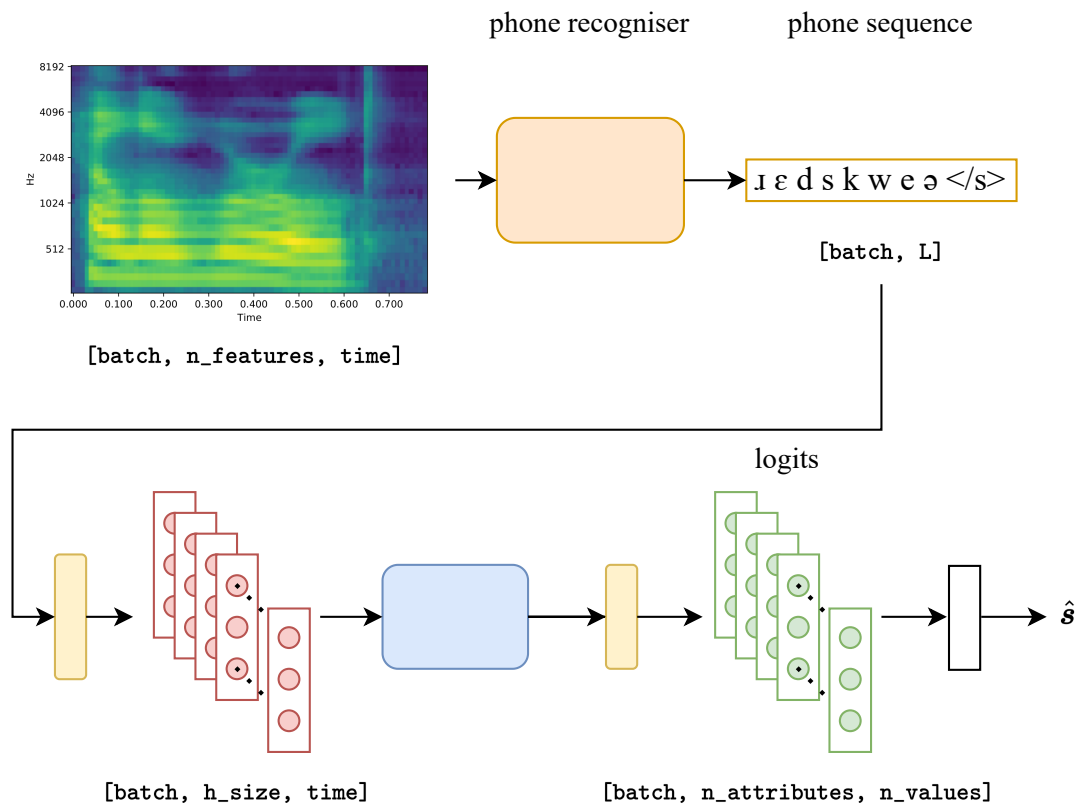 phone recogniser
phone sequence
8192
4096
2048
1024
512
Hz
0.000 0.100 0.200 0.300 0.400 0.500 0.600 0.700
Time
ɹ ɛ d s k w e ə </s>
[batch, L]
[batch, n_features, time]
logits
ŝ
[batch, h_size, time]
[batch, n_attributes, n_values]